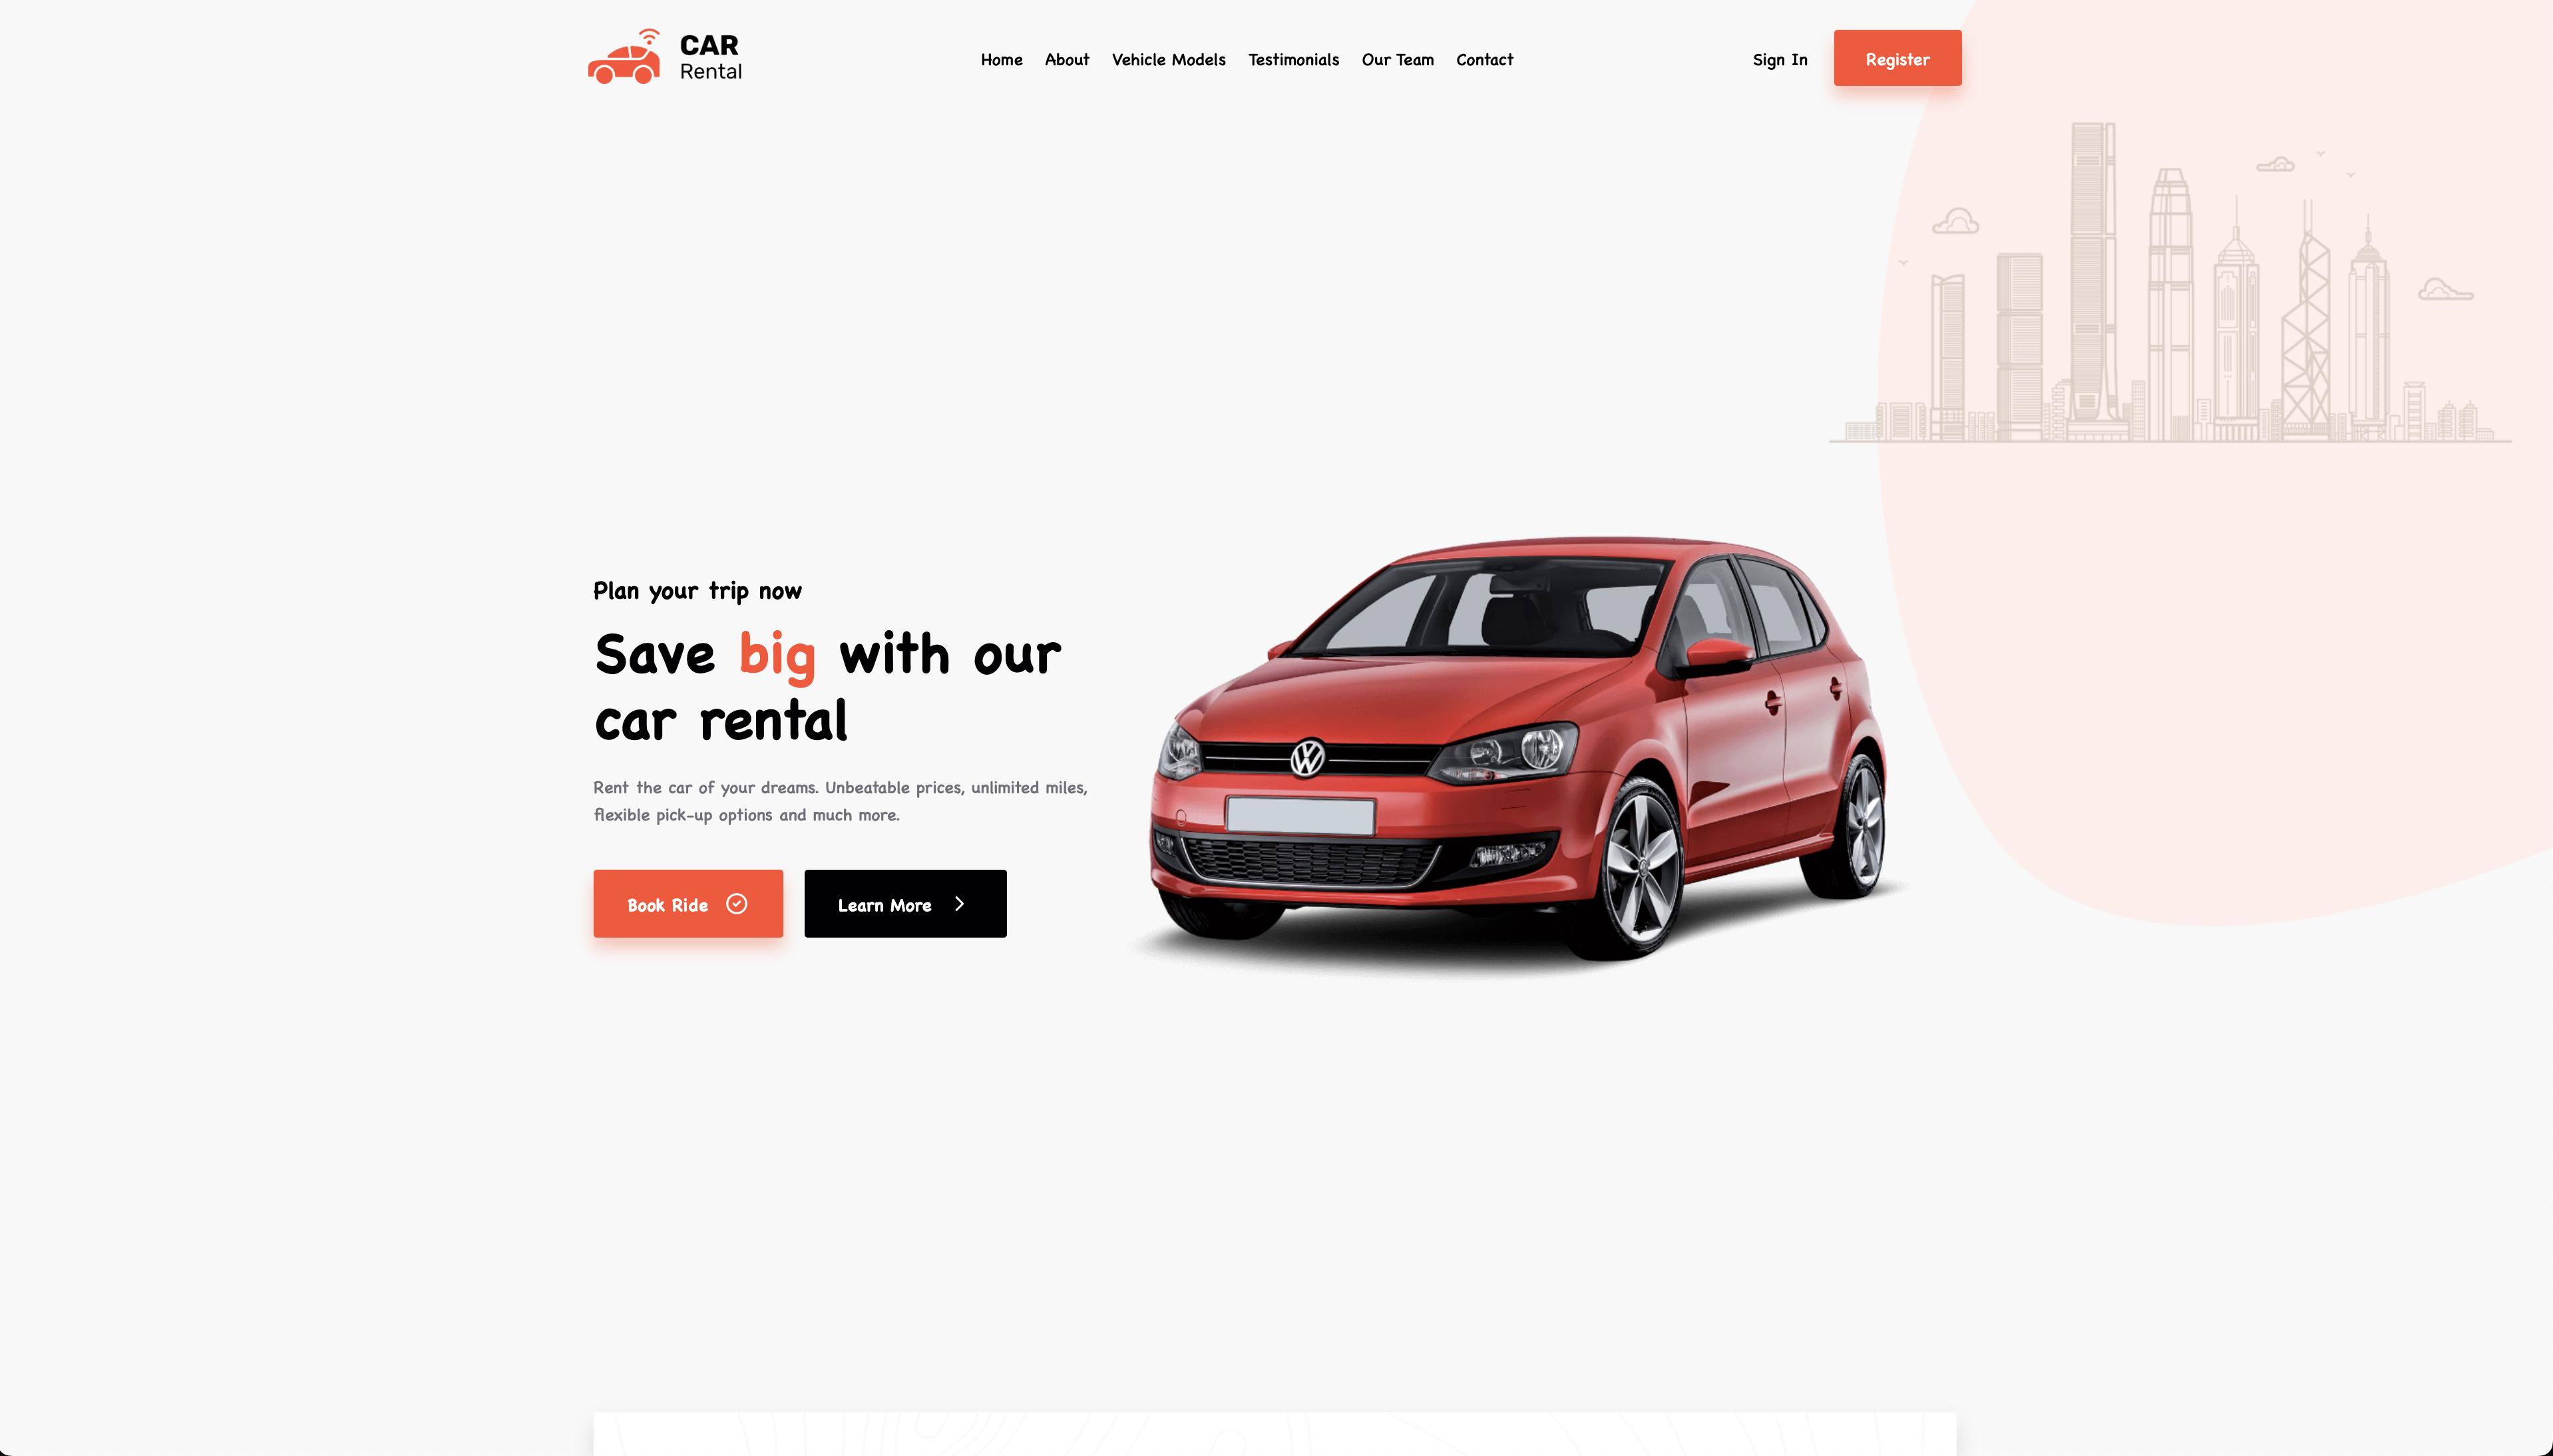 CAR
Rental
Home About Vehicle Models Testimonials Our Team Contact
Sign In Register
Plan your trip now
Save big with our
car rental
Rent the car of your dreams. Unbeatable prices, unlimited miles,
flexible pick-up options and much more.
Book Ride Learn More